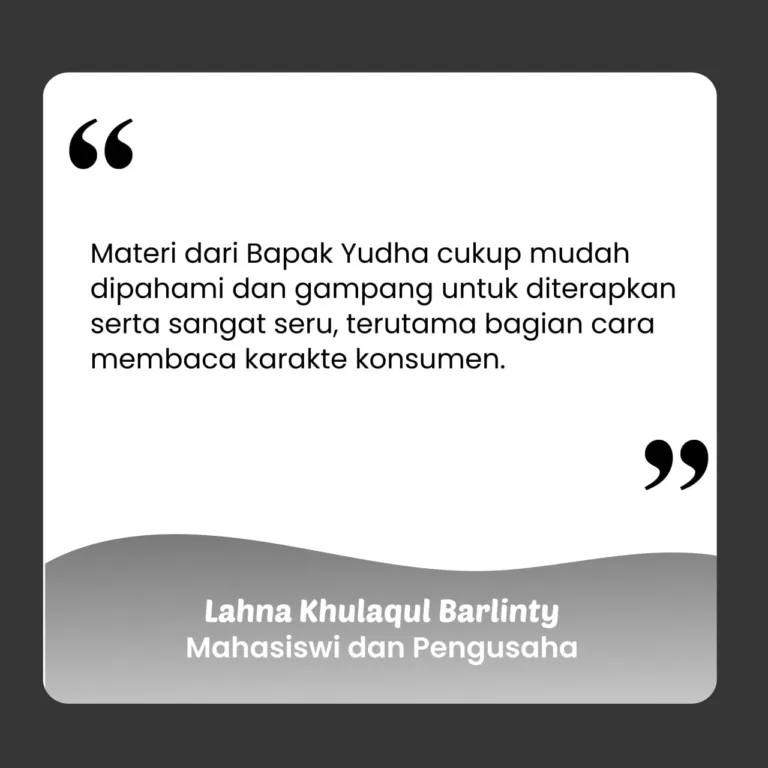 “
Materi dari Bapak Yudha cukup mudah
dipahami dan gampang untuk diterapkan
serta sangat seru, terutama bagian cara
membaca karakte konsumen.
”
Lahna Khulaqul Barlinty
Mahasiswi dan Pengusaha